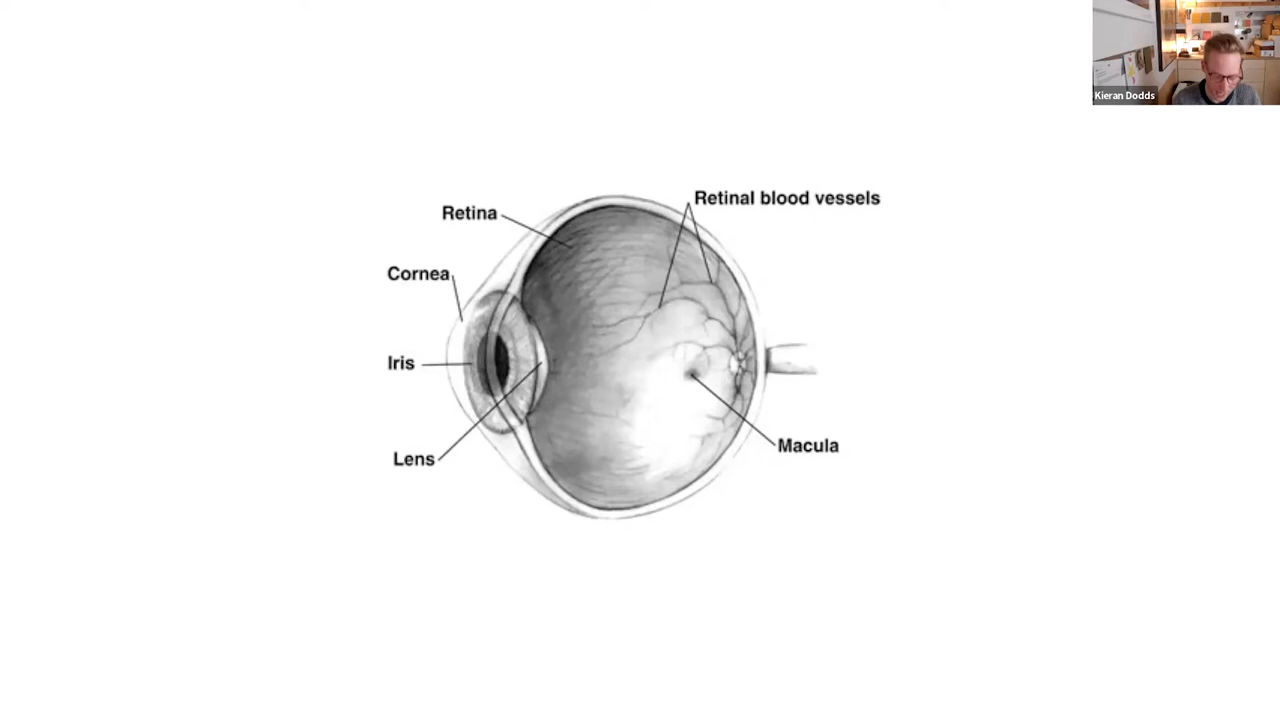 Kieran Dodds
Retinal blood vessels
Retina
Cornea
Iris
Macula
Lens